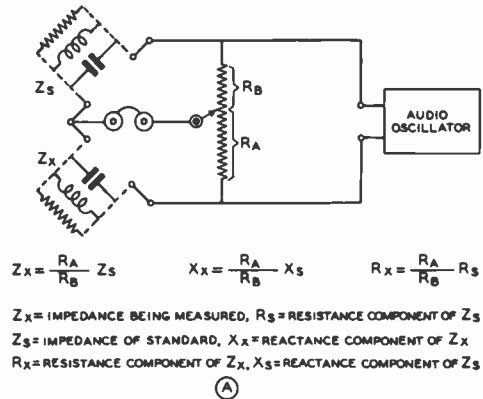 ZS
RB
RA
AUDIO
OSCILLATOR
ZX
ZX = RA/RB ZS XX = RA/RB XS RX = RA/RB RS
ZX = IMPEDANCE BEING MEASURED, RS = RESISTANCE COMPONENT OF ZS
ZS = IMPEDANCE OF STANDARD, XX = REACTANCE COMPONENT OF ZX
RX = RESISTANCE COMPONENT OF ZX, XS = REACTANCE COMPONENT OF ZS
A